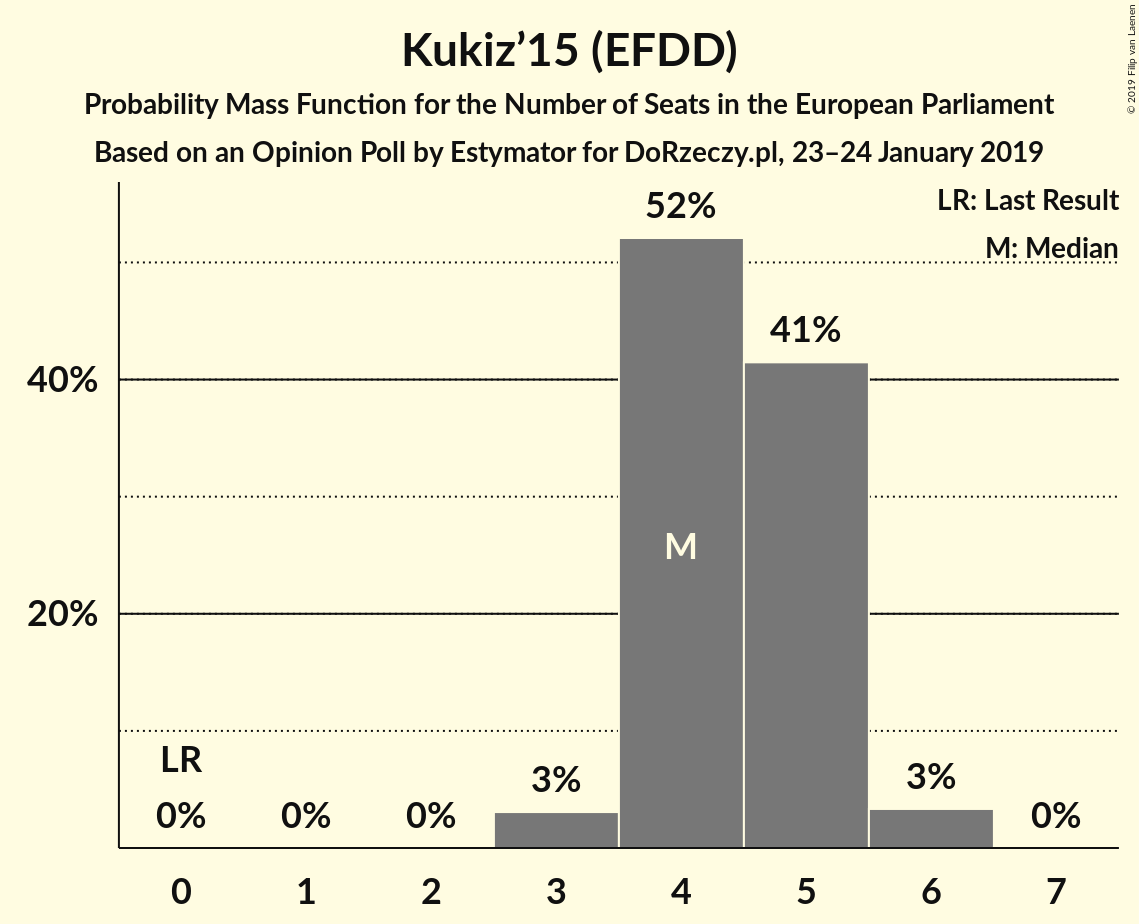 Kukiz’15 (EFDD)
Probability Mass Function for the Number of Seats in the European Parliament
Based on an Opinion Poll by Estymator for DoRzeczy.pl, 23–24 January 2019
© 2019 Filip van Laenen
LR: Last Result
M: Median
52%
41%
40%
M
20%
LR
0% 0% 0% 3% 3% 0%
0 1 2 3 4 5 6 7